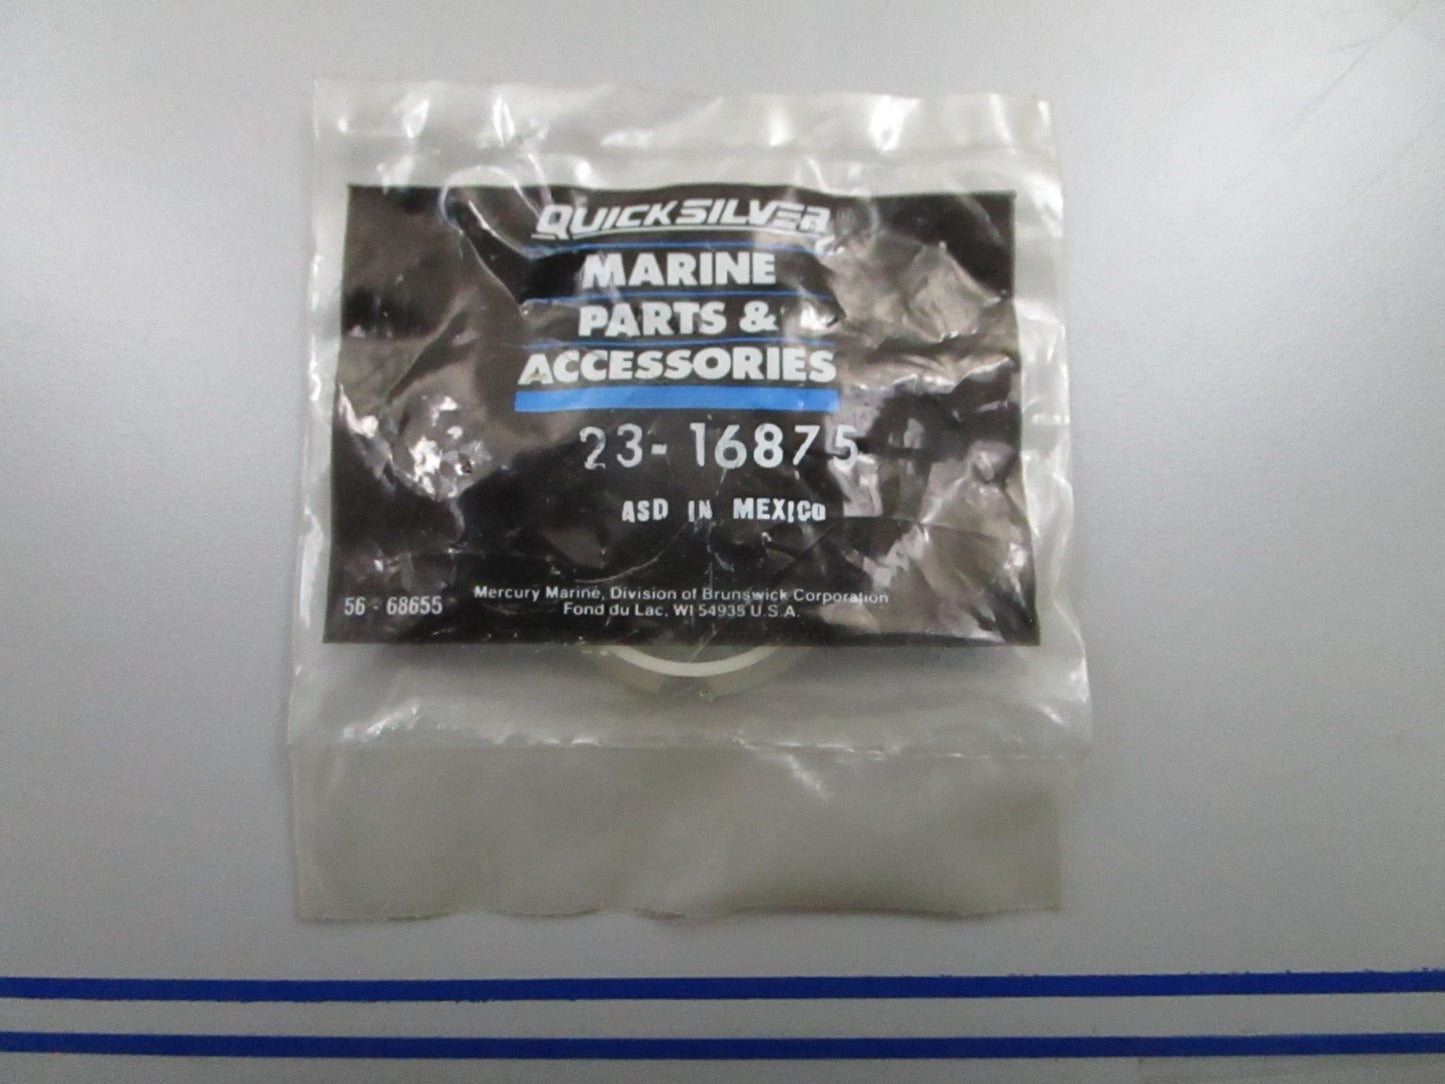 QUICKSILVER
MARINE
PARTS &
ACCESSORIES
23-16875
ASD IN MEXICO
Mercury Marine, Division of Brunswick Corporation
56 - 68655
Fond du Lac, WI 54935 U.S.A.